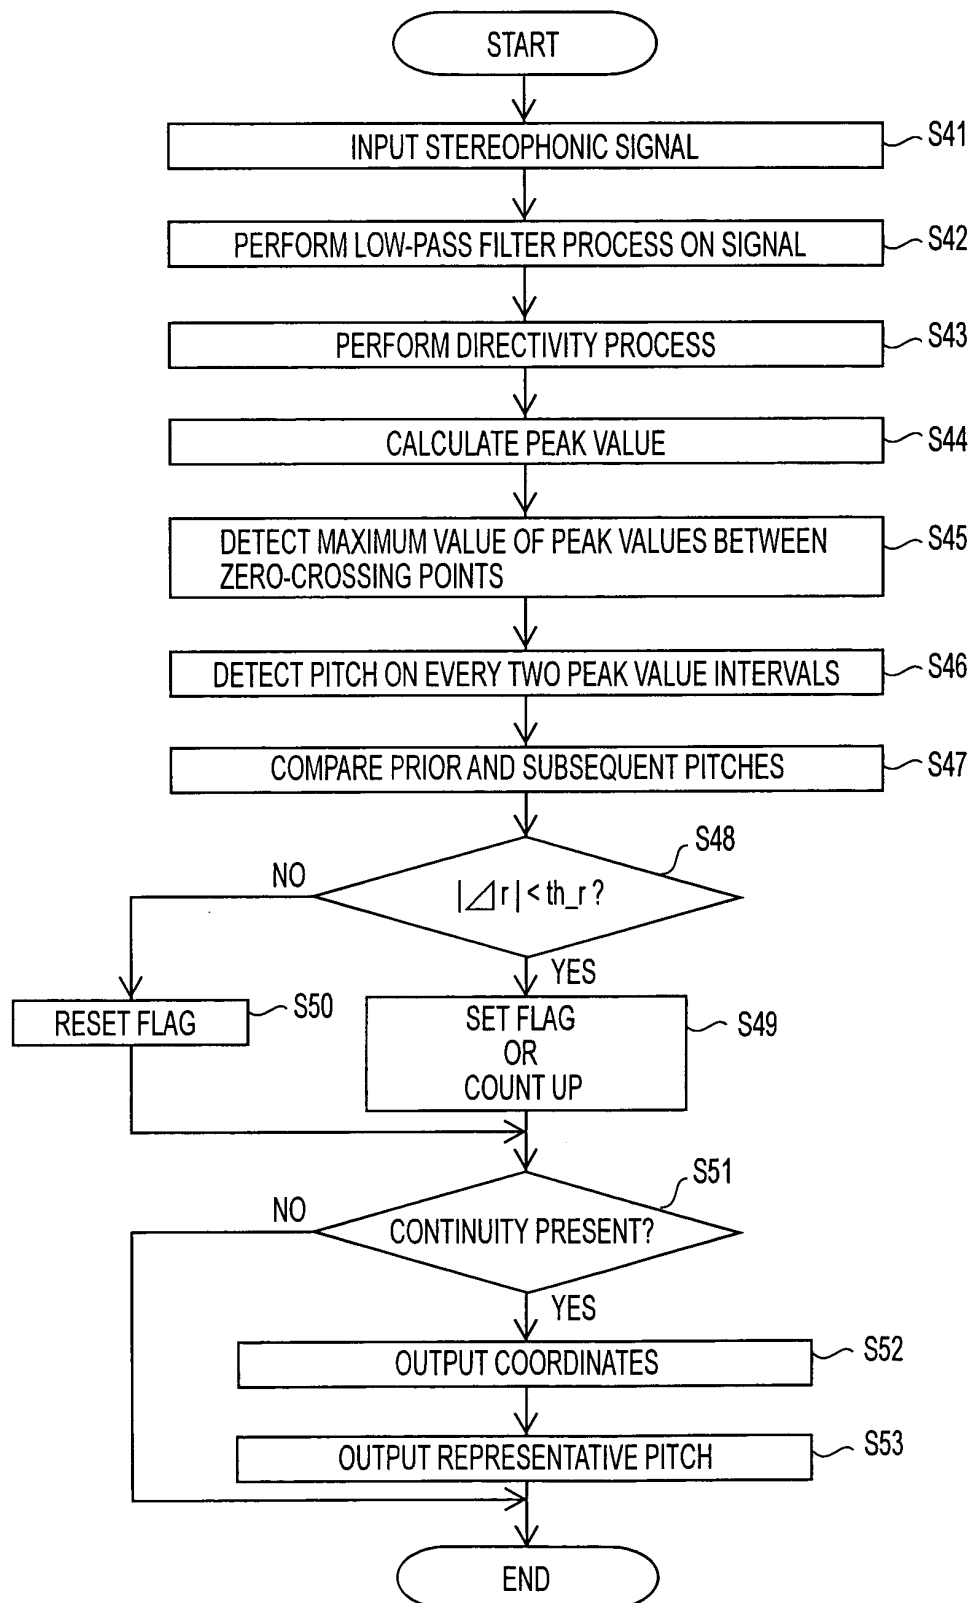 START
INPUT STEREOPHONIC SIGNAL
S41
PERFORM LOW-PASS FILTER PROCESS ON SIGNAL
S42
PERFORM DIRECTIVITY PROCESS
S43
CALCULATE PEAK VALUE
S44
DETECT MAXIMUM VALUE OF PEAK VALUES BETWEEN
ZERO-CROSSING POINTS
S45
DETECT PITCH ON EVERY TWO PEAK VALUE INTERVALS
S46
COMPARE PRIOR AND SUBSEQUENT PITCHES
S47
|⊿r| < th_r ?
S48
NO
YES
RESET FLAG
S50
SET FLAG
OR
COUNT UP
S49
CONTINUITY PRESENT?
S51
NO
YES
OUTPUT COORDINATES
S52
OUTPUT REPRESENTATIVE PITCH
S53
END